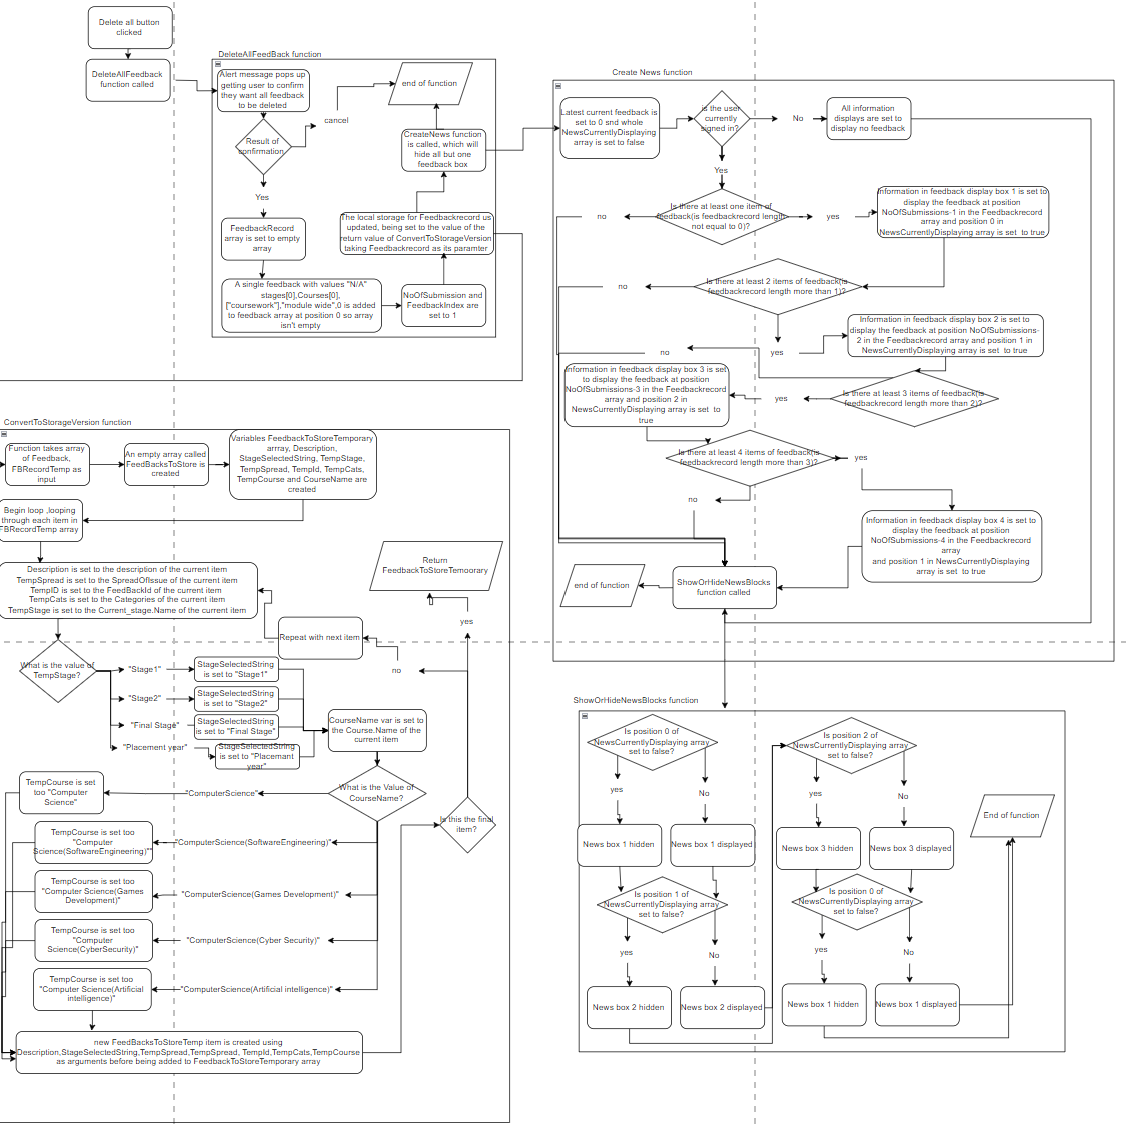 Delete all button
clicked
DeleteAllFeedback
function called
DeleteAllFeedBack function
Alert message pops up
getting user to confirm
they want all feedback
to be deleted
end of function
cancel
Result of
confirmation
Yes
CreateNews function
is called, which will
hide all but one
feedback box
FeedbackRecord
array is set to empty
array
The local storage for Feedbackrecord us
updated, being set to the value of the
return value of ConvertToStorageVersion
taking Feedbackrecord as its paramter
A single feedback with values "N/A"
stages[0],Courses[0],
["coursework"],"module wide",0 is added
to feedback array at position 0 so array
isn't empty
NoOfSubmission and
FeedbackIndex are
set to 1
Create News function
Latest current feedback is
set to 0 snd whole
NewsCurrentlyDisplaying
array is set to false
is the user
currently
signed in?
No
All information
displays are set to
display no feedback
Yes
Is there at least one item of
feedback(is feedbackrecord length
not equal to 0)?
no
yes
Information in feedback display box 1 is set to
display the feedback at position
NoOfSubmissions-1 in the Feedbackrecord
array and position 0 in
NewsCurrentlyDisplaying array is set  to true
Is there at least 2 items of feedback(is
feedbackrecord length more than 1)?
no
yes
Information in feedback display box 2 is set to
display the feedback at position NoOfSubmissions-
2 in the Feedbackrecord array and position 1 in
NewsCurrentlyDisplaying array is set  to true
no
Information in feedback display box 3 is set
to display the feedback at position
NoOfSubmissions-3 in the Feedbackrecord
array and position 2 in
NewsCurrentlyDisplaying array is set  to
true
yes
Is there at least 3 items of feedback(is
feedbackrecord length more than 2)?
Is there at least 4 items of feedback(is
feedbackrecord length more than 3)?
yes
no
Information in feedback display box 4 is set to
display the feedback at position
NoOfSubmissions-4 in the Feedbackrecord
array
and position 1 in NewsCurrentlyDisplaying
array is set  to true
end of function
ShowOrHideNewsBlocks
function called
ConvertToStorageVersion function
Function takes array
of Feedback,
FBRecordTemp as
input
An empty array called
FeedBacksToStore is
created
Variables FeedbackToStoreTemporary
arrray, Description,
StageSelectedString, TempStage,
TempSpread, TempId, TempCats,
TempCourse and CourseName are
created
Begin loop ,looping
through each item in
FBRecordTemp array
Description is set to the description of the current item
TempSpread is set to the SpreadOfIssue of the current item
TempID is set to the FeedBackId of the current item
TempCats is set to the Categories of the current item
TempStage is set to the Current_stage.Name of the current item
Return
FeedbackToStoreTemoorary
yes
Repeat with next item
no
What is the value of
TempStage?
"Stage1"
StageSelectedString
is set to "Stage1"
"Stage2"
StageSelectedString
is set to "Stage2"
"Final Stage"
StageSelectedString
is set to "Final Stage"
"Placement year"
StageSelectedString
is set to "Placemant
year"
CourseName var is set to
the Course.Name of the
current item
What is the Value of
CourseName?
Is this the final
item?
TempCourse is set
too "Computer
Science"
"ComputerScience"
TempCourse is set too
"Computer
Science(SoftwareEngineering)""
"ComputerScience(SoftwareEngineering)"
TempCourse is set too
"Computer Science(Games
Development)"
"ComputerScience(Games Development)"
TempCourse is set too
"Computer
Science(CyberSecurity)"
"ComputerScience(Cyber Security)"
TempCourse is set too
"Computer Science(Artificial
intelligence)"
"ComputerScience(Artificial intelligence)"
new FeedBacksToStoreTemp item is created using
Description,StageSelectedString,TempSpread,TempSpread, TempId,TempCats,TempCourse
as arguments before being added to FeedbackToStoreTemporary array
ShowOrHideNewsBlocks function
Is position 0 of
NewsCurrentlyDisplaying array
set to false?
yes
No
News box 1 hidden
News box 1 displayed
Is position 1 of
NewsCurrentlyDisplaying array
set to false?
yes
No
News box 2 hidden
News box 2 displayed
Is position 2 of
NewsCurrentlyDisplaying array
set to false?
yes
No
News box 3 hidden
News box 3 displayed
Is position 0 of
NewsCurrentlyDisplaying array
set to false?
yes
No
News box 1 hidden
News box 1 displayed
End of function